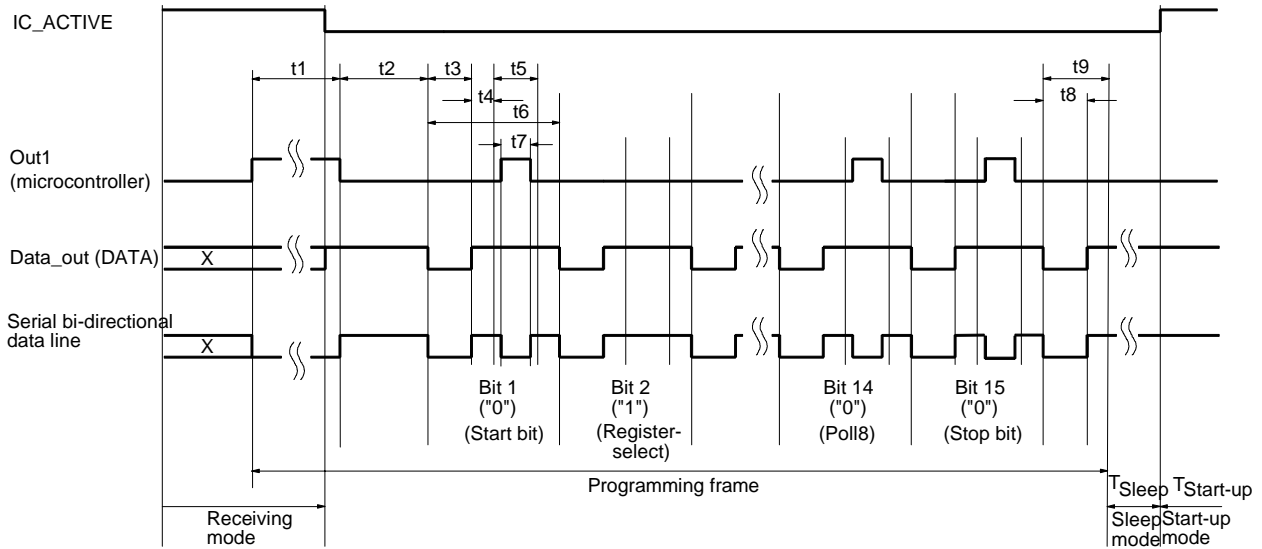 IC_ACTIVE
t1
t2
t3
t5
t9
t4
t6
t8
t7
Out1
(microcontroller)
Data_out (DATA)
X
Serial bi-directional
data line
X
Bit 1
("0")
(Start bit)
Bit 2
("1")
(Register-
select)
Bit 14
("0")
(Poll8)
Bit 15
("0")
(Stop bit)
Programming frame
TSleep
TStart-up
Receiving
mode
Sleep
mode
Start-up
mode